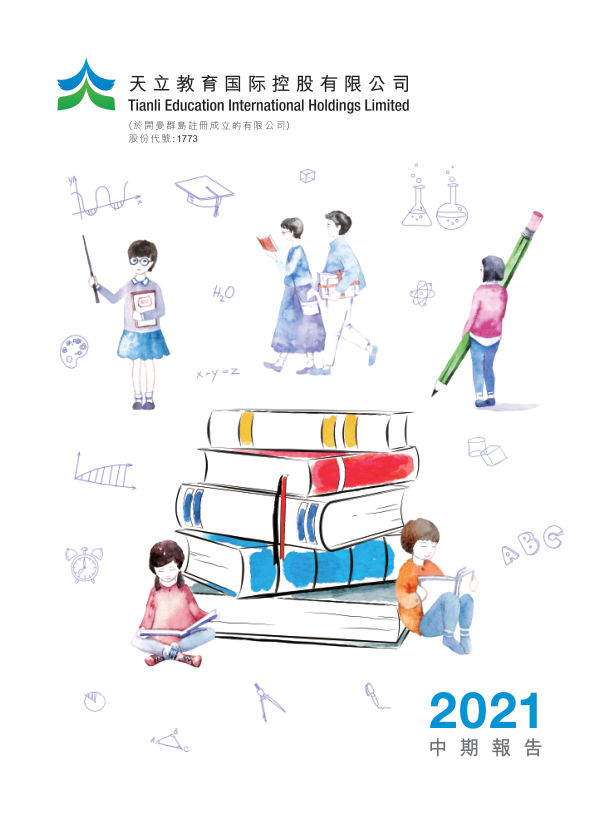 天立教育国际控股有限公司
Tianli Education International Holdings Limited
(於開曼群島註冊成立的有限公司)
股份代號:1773
y
x
H₂O
x+y=z
ABC
A
B
C
2021
中期報告